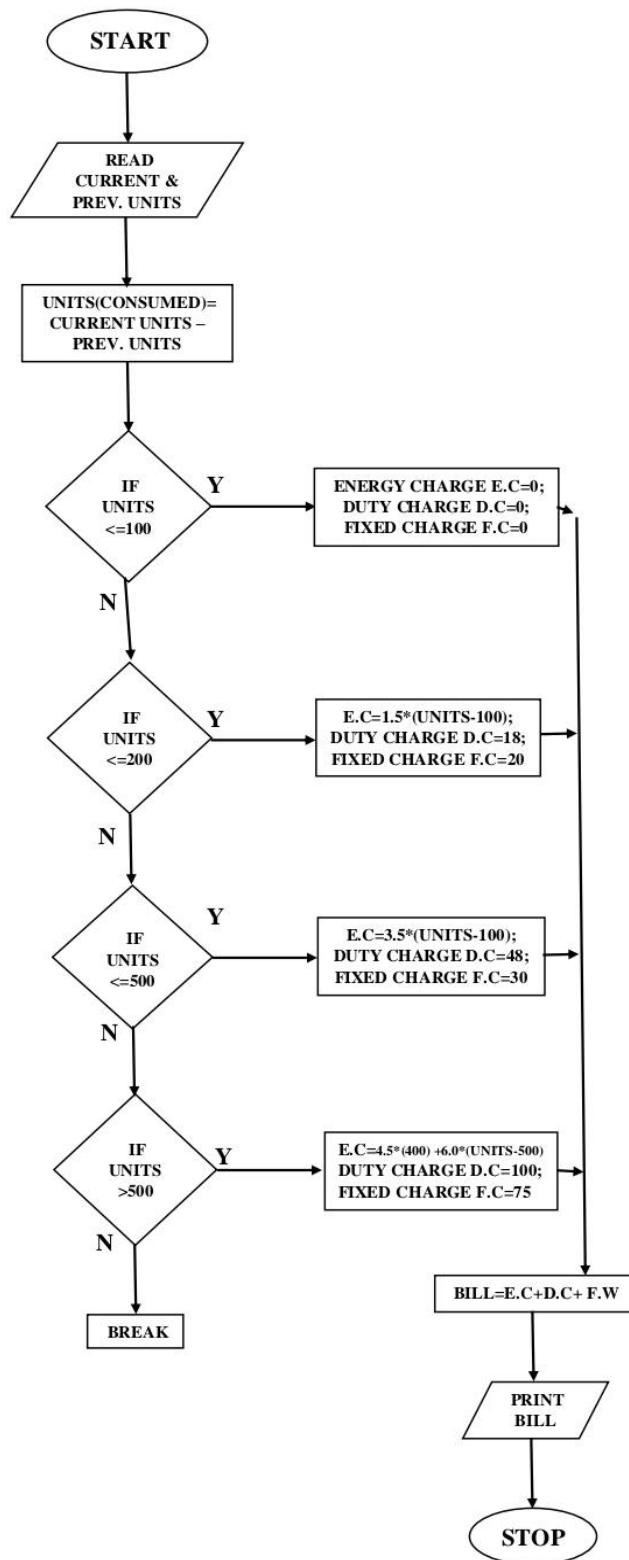 START
READ
CURRENT &
PREV. UNITS
UNITS(CONSUMED)=
CURRENT UNITS –
PREV. UNITS
IF
UNITS
<=100
Y
ENERGY CHARGE E.C=0;
DUTY CHARGE D.C=0;
FIXED CHARGE F.C=0
N
IF
UNITS
<=200
Y
E.C=1.5*(UNITS-100);
DUTY CHARGE D.C=18;
FIXED CHARGE F.C=20
N
IF
UNITS
<=500
Y
E.C=3.5*(UNITS-100);
DUTY CHARGE D.C=48;
FIXED CHARGE F.C=30
N
IF
UNITS
>500
Y
E.C=4.5*(400) +6.0*(UNITS-500)
DUTY CHARGE D.C=100;
FIXED CHARGE F.C=75
N
BREAK
BILL=E.C+D.C+ F.W
PRINT
BILL
STOP